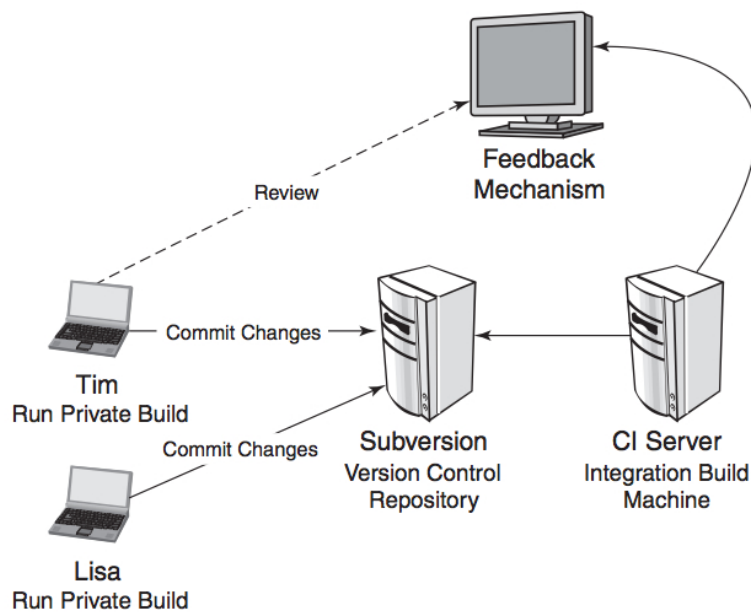 Feedback
Mechanism
Review
Commit Changes
Tim
Run Private Build
Commit Changes
Subversion
Version Control
Repository
CI Server
Integration Build
Machine
Lisa
Run Private Build